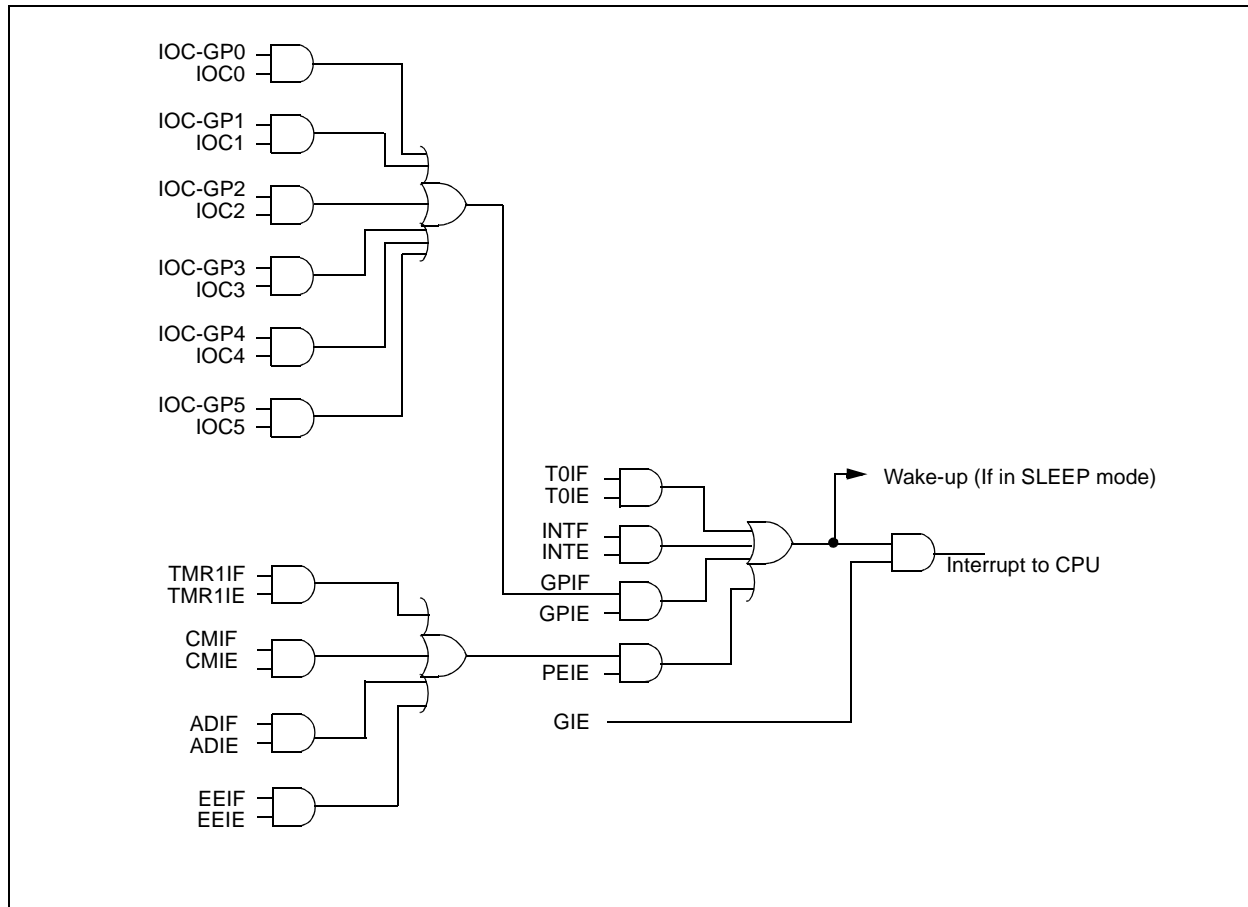 IOC-GP0
IOC0
IOC-GP1
IOC1
IOC-GP2
IOC2
IOC-GP3
IOC3
IOC-GP4
IOC4
IOC-GP5
IOC5
T0IF
T0IE
INTF
INTE
GPIF
GPIE
PEIE
GIE
TMR1IF
TMR1IE
CMIF
CMIE
ADIF
ADIE
EEIF
EEIE
Wake-up (If in SLEEP mode)
Interrupt to CPU